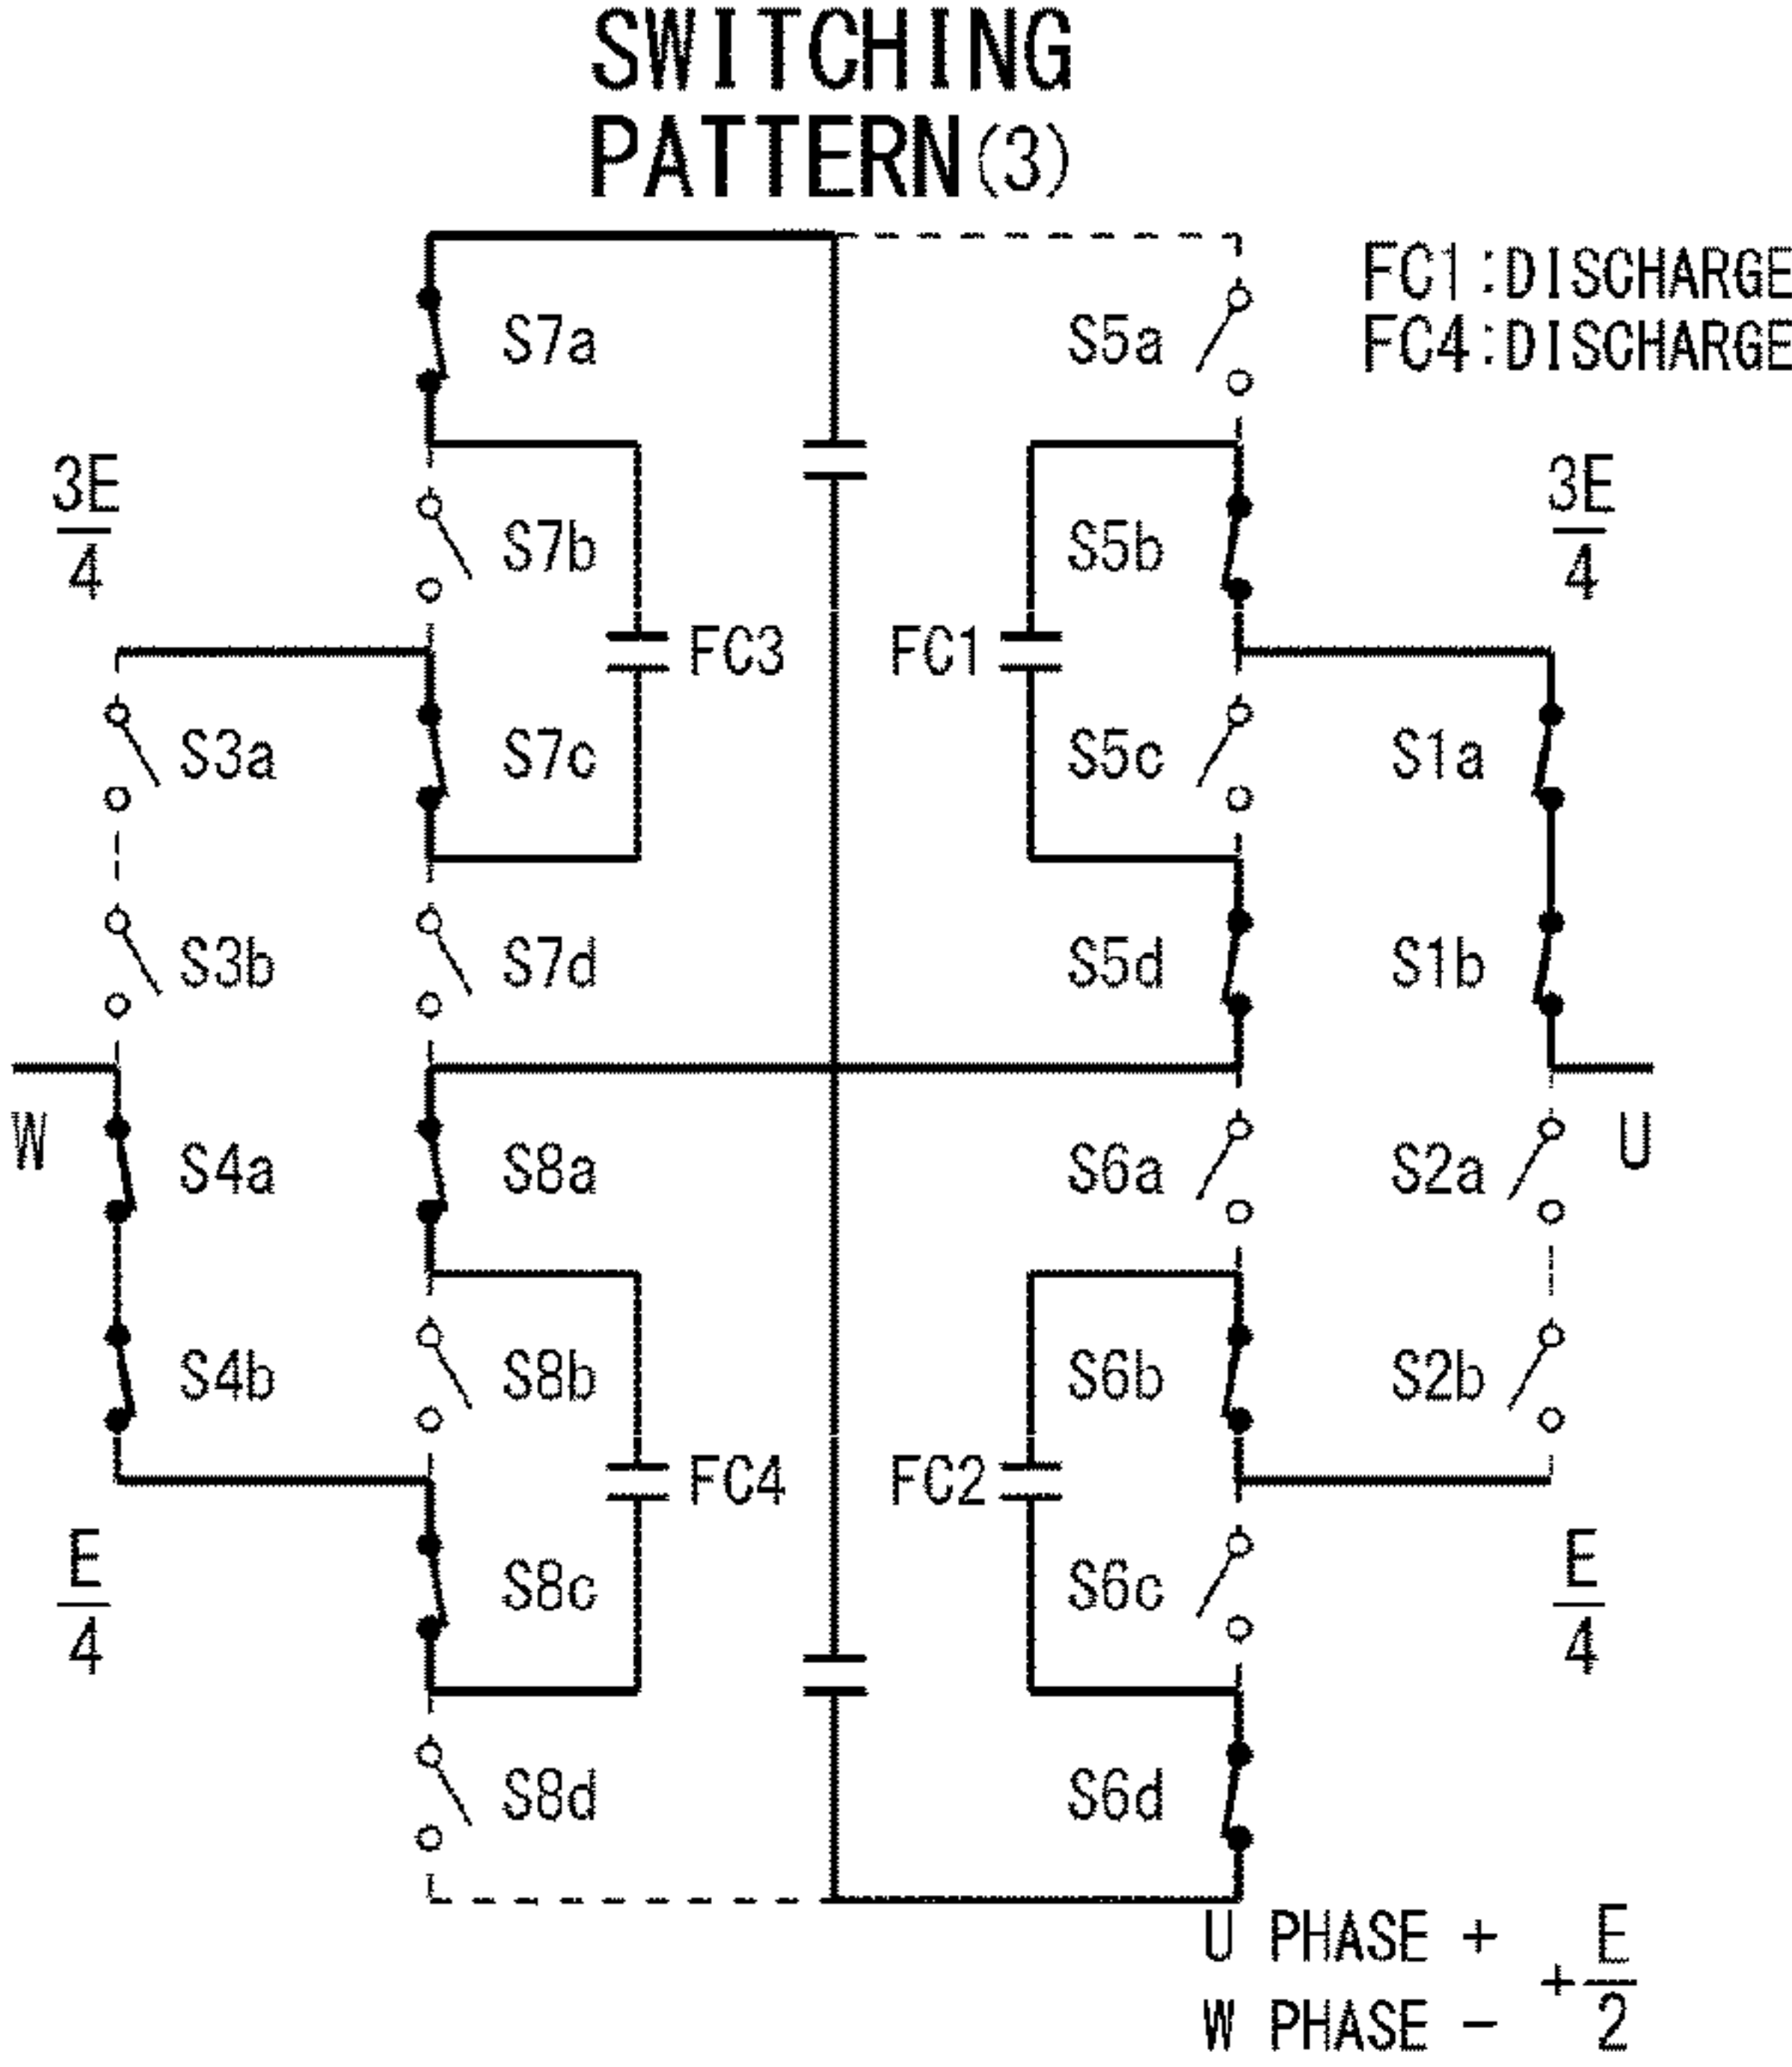 SWITCHING
PATTERN(3)
FC1:DISCHARGE
FC4:DISCHARGE
S7a
S5a
3E
4
S7b
S5b
3E
4
FC3
FC1
S3a
S7c
S5c
S1a
S3b
S7d
S5d
S1b
W
S4a
S8a
S6a
S2a
U
S4b
S8b
S6b
S2b
FC4
FC2
E
4
S8c
S6c
E
4
S8d
S6d
U PHASE +
W PHASE -
+E
2